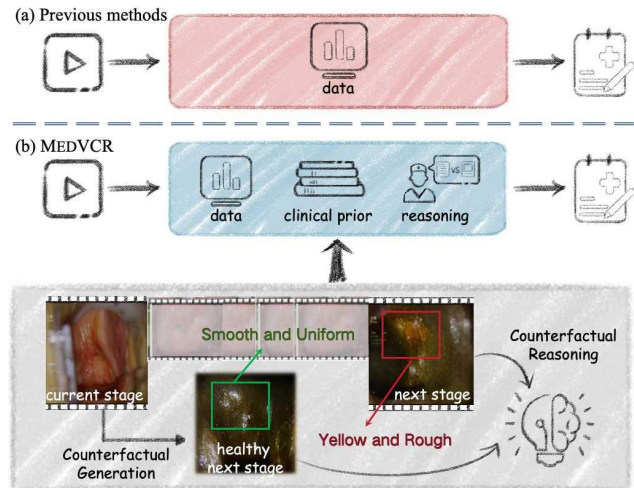 (a) Previous methods
data
(b) MEDVCR
VS
data
clinical prior
reasoning
Smooth and Uniform
Counterfactual
Reasoning
current stage
next stage
Counterfactual
Generation
healthy
next stage
Yellow and Rough